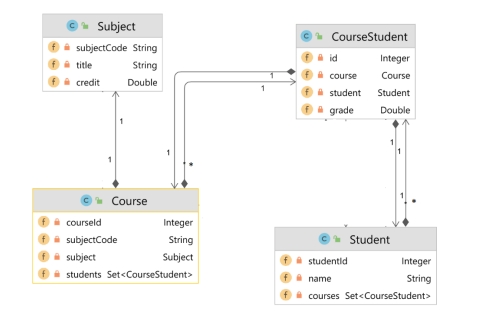 Subject
subjectCode String
title String
credit Double
CourseStudent
id Integer
course Course
student Student
grade Double
1
1
1
1
1
1
*
1
1
1
*
Course
courseId Integer
subjectCode String
subject Subject
students Set<CourseStudent>
Student
studentId Integer
name String
courses Set<CourseStudent>